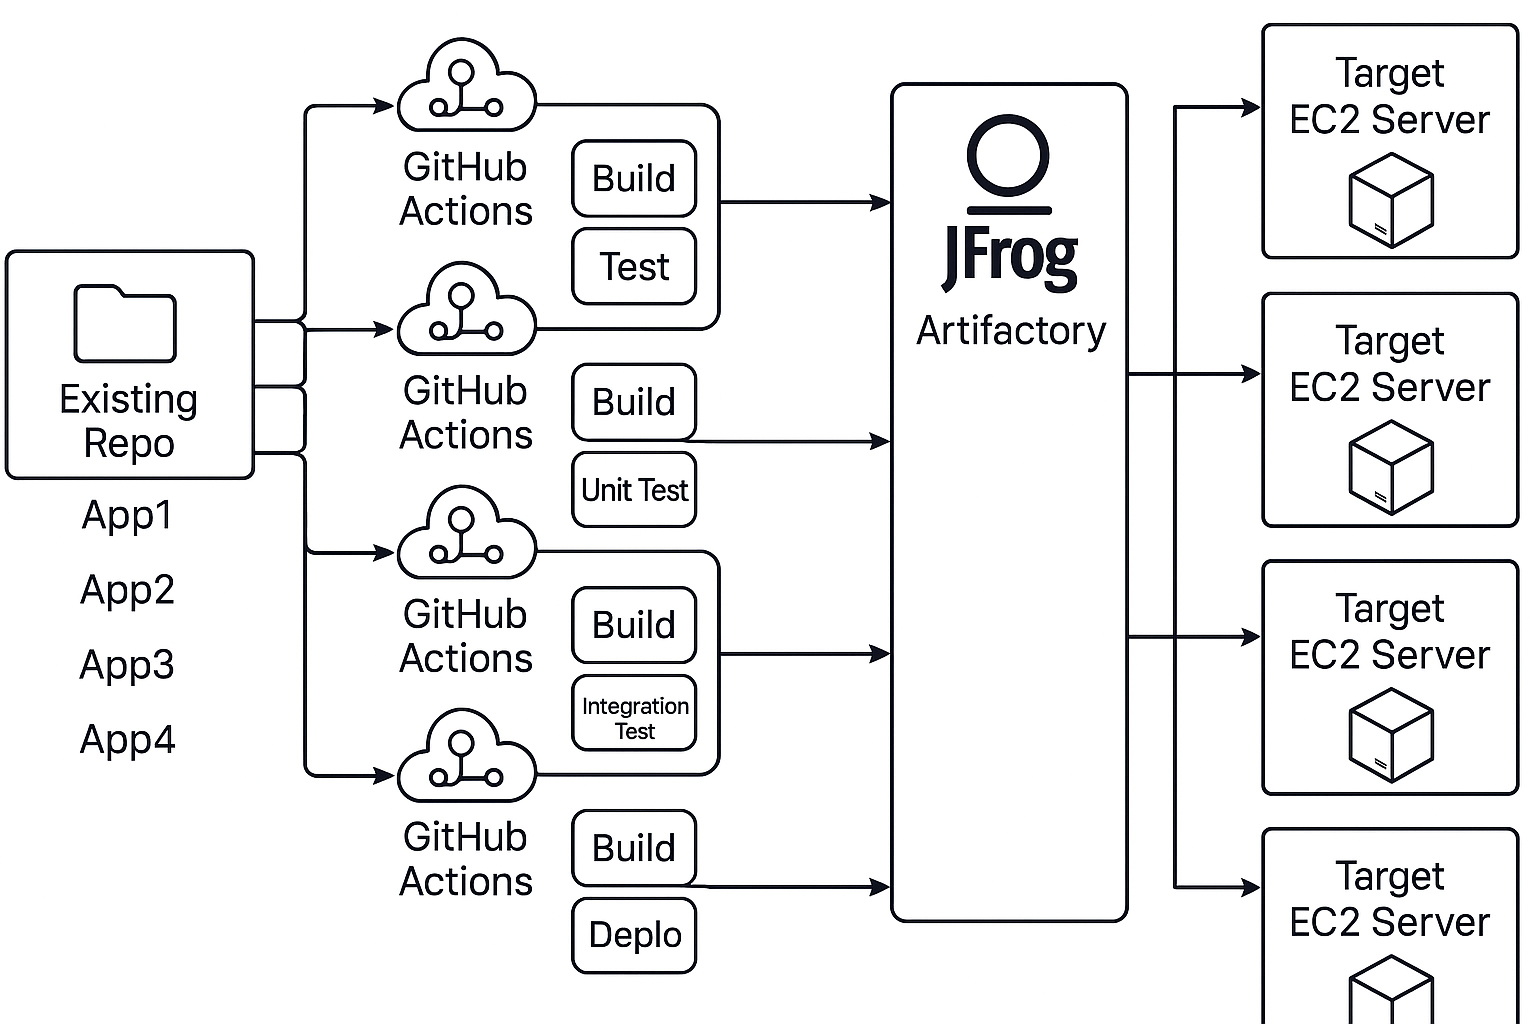 Existing
Repo
App1
App2
App3
App4
GitHub
Actions
Build
Test
GitHub
Actions
Build
Unit Test
GitHub
Actions
Build
Integration
Test
GitHub
Actions
Build
Deplo
JFrog
Artifactory
Target
EC2 Server
Target
EC2 Server
Target
EC2 Server
Target
EC2 Server